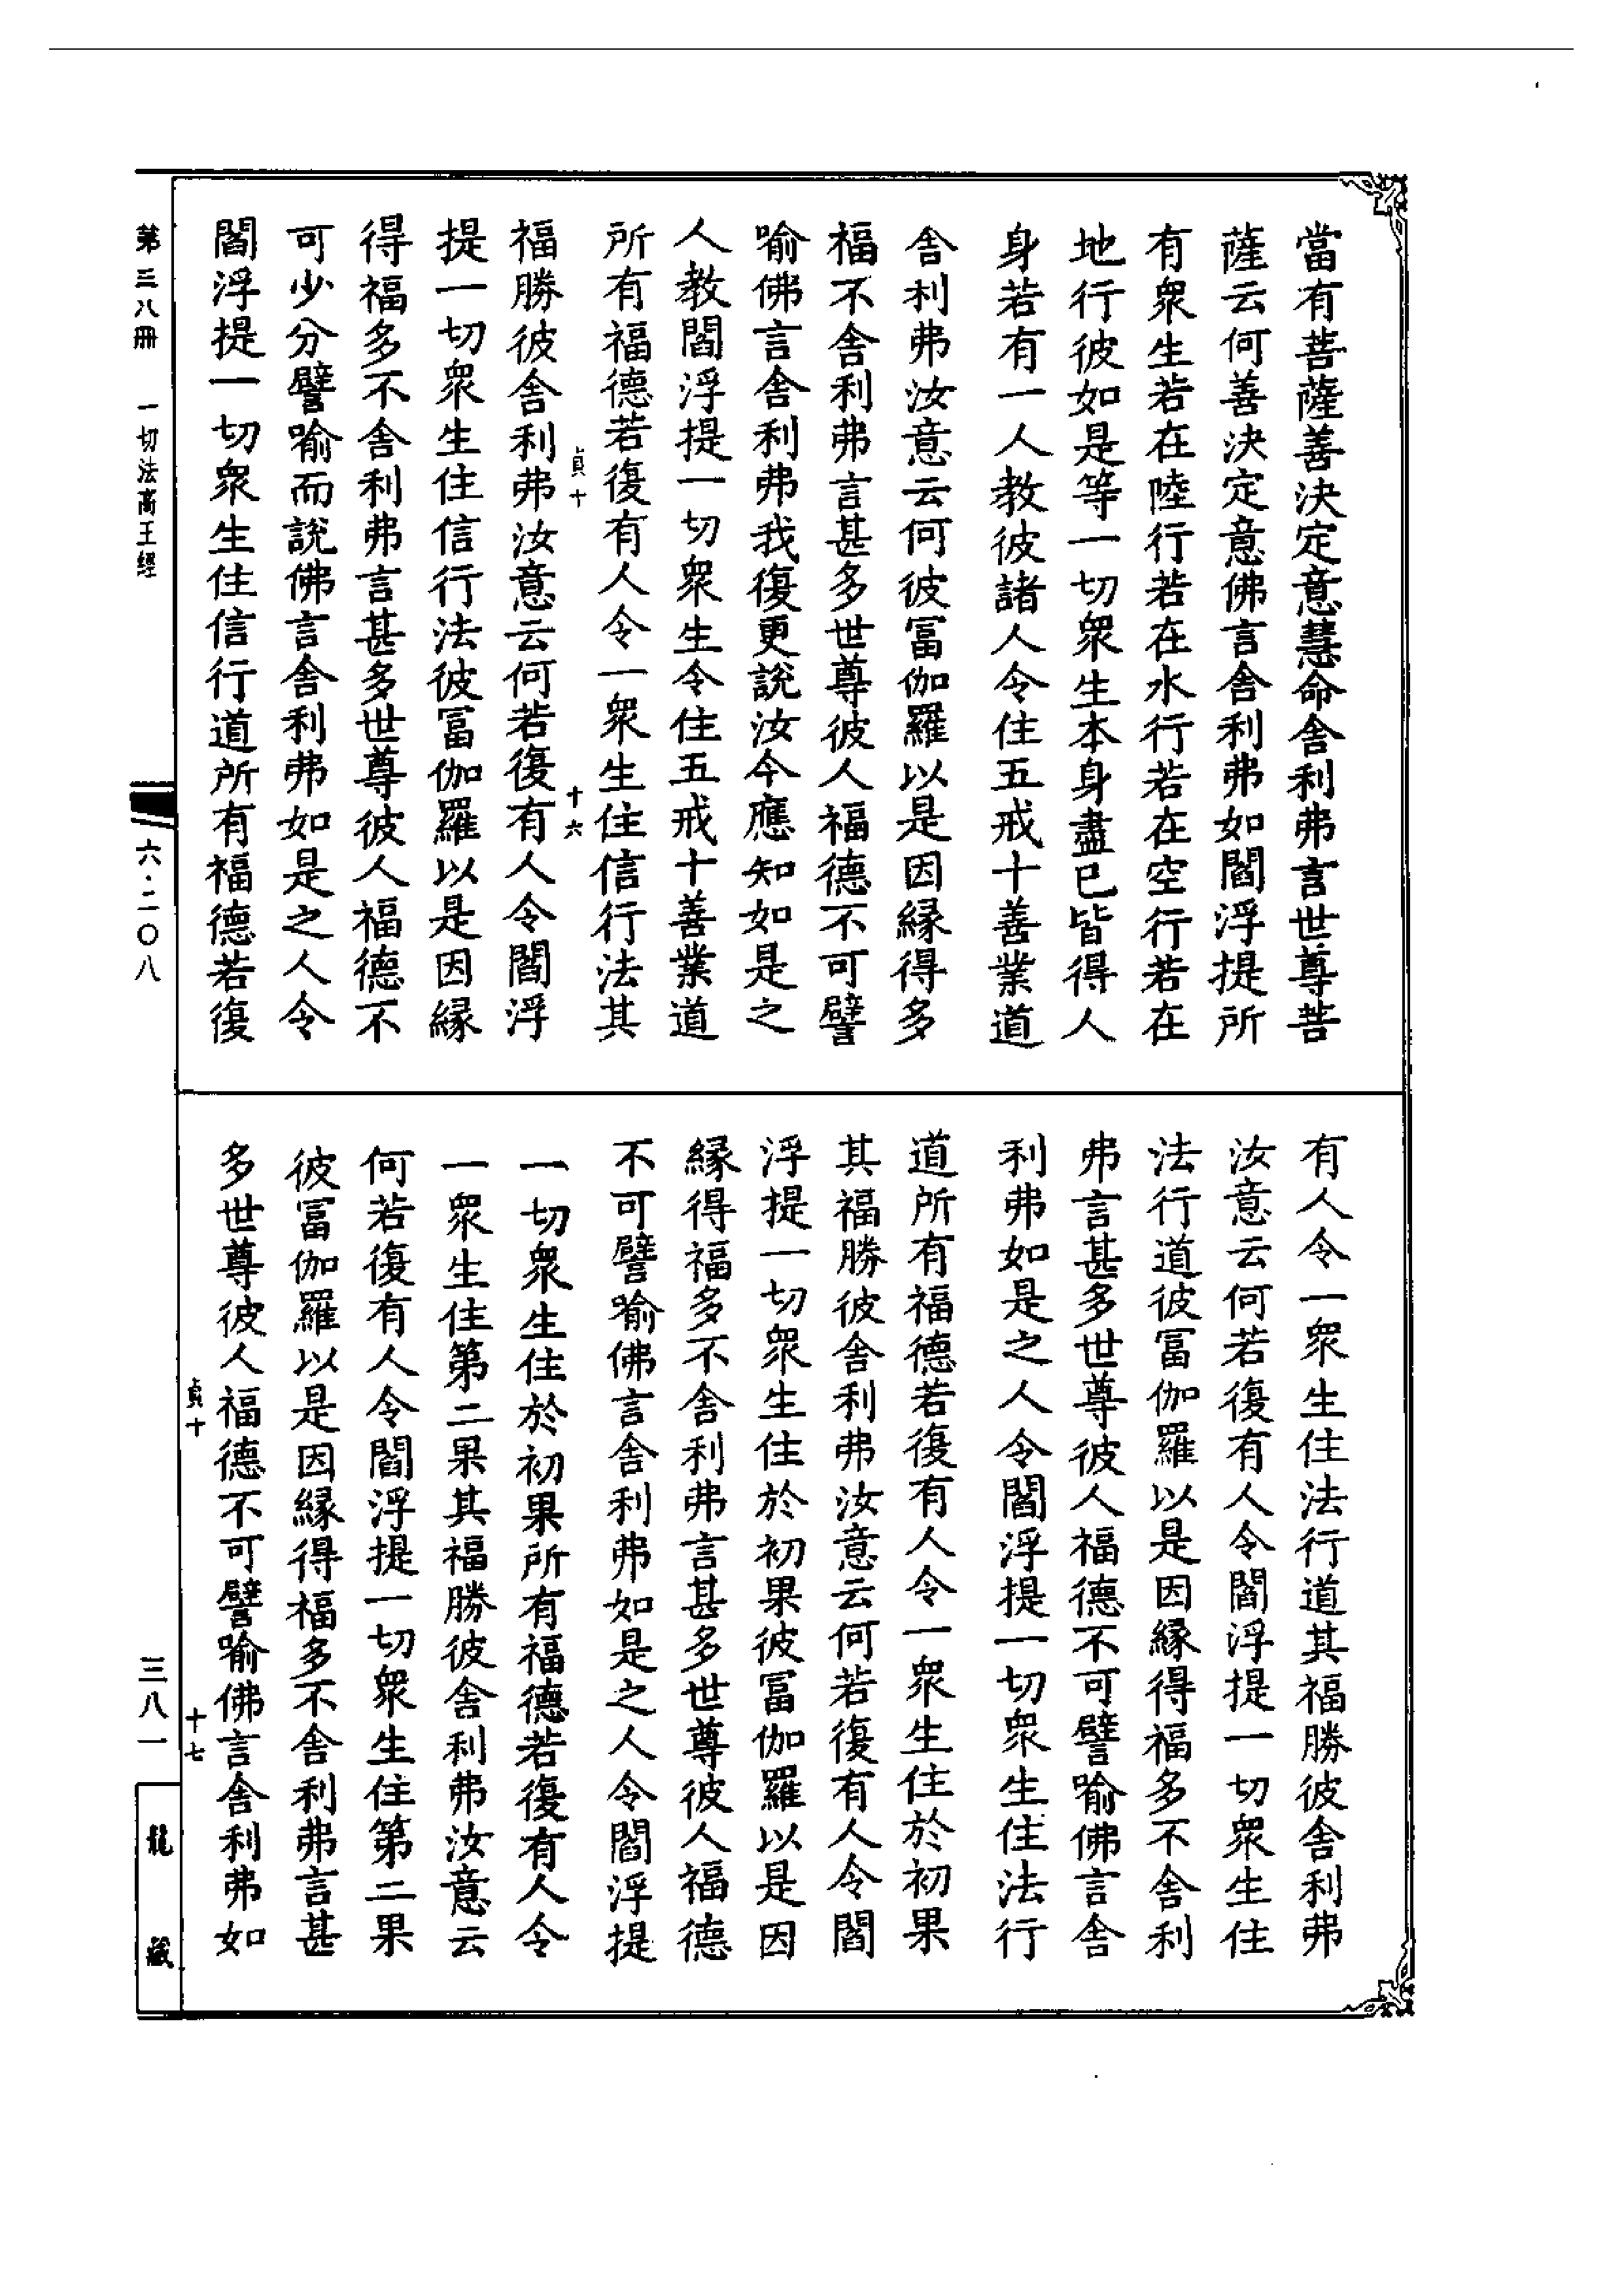 當有菩薩善決定意慧命舍利弗言世尊菩
薩云何善決定意佛言舍利弗如閻浮提所
有衆生若在陸行若在水行若在空行若在
地行彼如是等一切衆生本身盡已皆得人
身若有一人教彼諸人令住五戒十善業道
舍利弗汝意云何彼冨伽羅以是因緣得多
福不舍利弗言甚多世尊彼人福德不可譬
喻佛言舍利弗我復更說汝今應知如是之
人教閻浮提一切衆生令住五戒十善業道
所有福德若復有人令一衆生住信行法其
貞十
十六
福勝彼舍利弗汝意云何若復有人令閻浮
提一切衆生住信行法彼冨伽羅以是因緣
得福多不舍利弗言甚多世尊彼人福德不
可少分譬喻而說佛言舍利弗如是之人令
閻浮提一切衆生住信行道所有福德若復
第三八冊
一切法高王經
六·二〇八
有人令一衆生住法行道其福勝彼舍利弗
汝意云何若復有人令閻浮提一切衆生住
法行道彼冨伽羅以是因緣得福多不舍利
弗言甚多世尊彼人福德不可譬喻佛言舍
利弗如是之人令閻浮提一切衆生住法行
道所有福德若復有人令一衆生住於初果
其福勝彼舍利弗汝意云何若復有人令閻
浮提一切衆生住於初果彼冨伽羅以是因
緣得福多不舍利弗言甚多世尊彼人福德
不可譬喻佛言舍利弗如是之人令閻浮提
一切衆生住於初果所有福德若復有人令
一衆生住第二果其福勝彼舍利弗汝意云
何若復有人令閻浮提一切衆生住第二果
彼冨伽羅以是因緣得福多不舍利弗言甚
多世尊彼人福德不可譬喻佛言舍利弗如
貞十
十七
三八一
龍藏